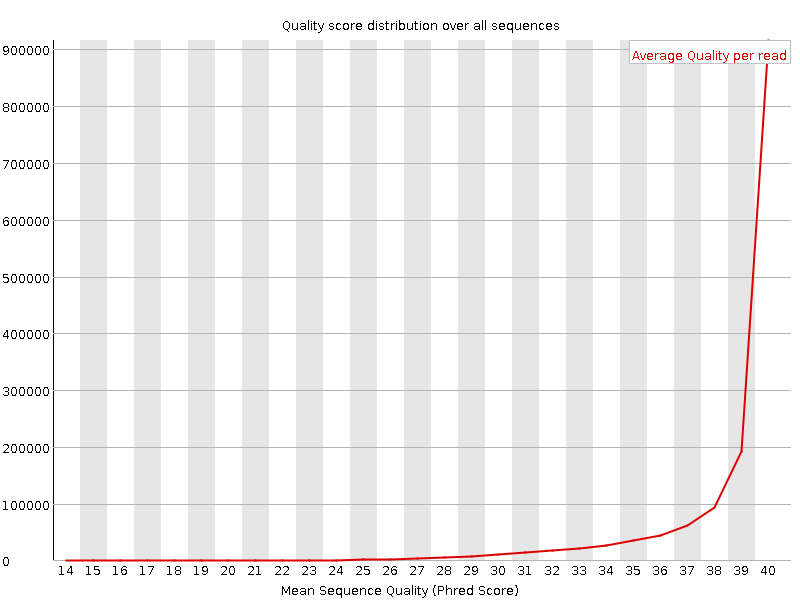 Quality score distribution over all sequences
Average Quality per read
900000
800000
700000
600000
500000
400000
300000
200000
100000
0
14 15 16 17 18 19 20 21 22 23 24 25 26 27 28 29 30 31 32 33 34 35 36 37 38 39 40
Mean Sequence Quality (Phred Score)